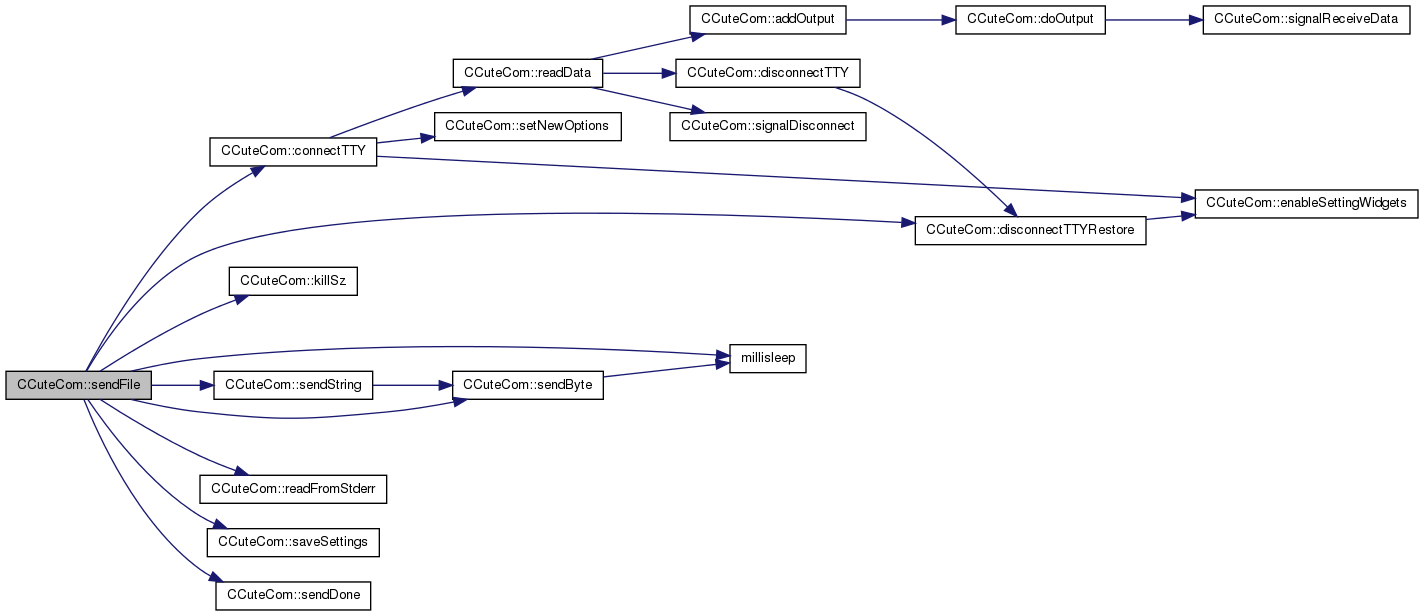 CCuteCom::addOutput
CCuteCom::doOutput
CCuteCom::signalReceiveData
CCuteCom::readData
CCuteCom::disconnectTTY
CCuteCom::setNewOptions
CCuteCom::signalDisconnect
CCuteCom::connectTTY
CCuteCom::enableSettingWidgets
CCuteCom::disconnectTTYRestore
CCuteCom::killSz
millisleep
CCuteCom::sendFile
CCuteCom::sendString
CCuteCom::sendByte
CCuteCom::readFromStderr
CCuteCom::saveSettings
CCuteCom::sendDone